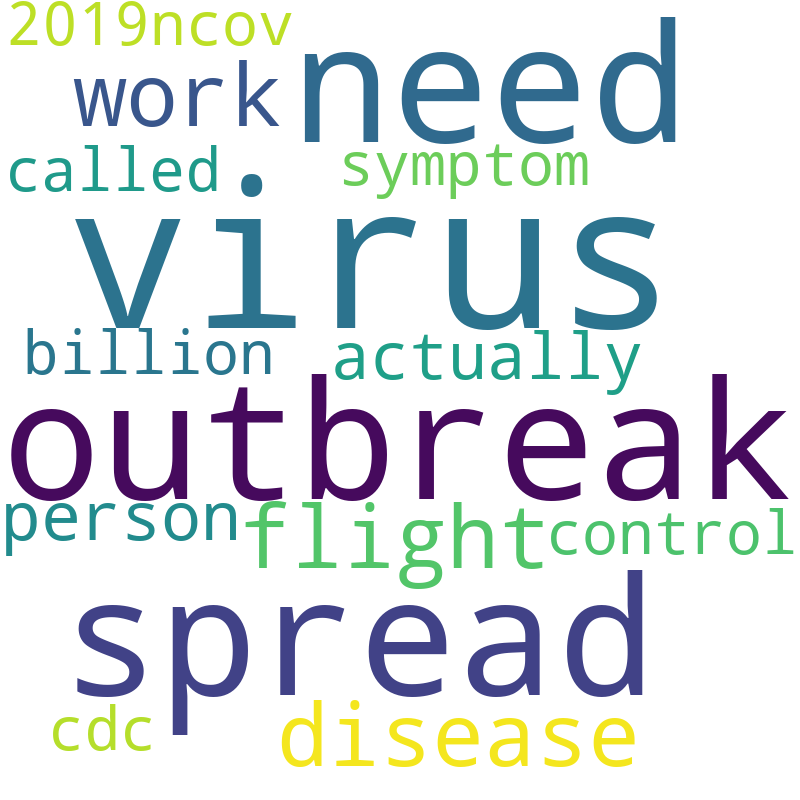 2019ncov
work need
called symptom
virus
billion actually
outbreak
person flight control
spread
cdc disease